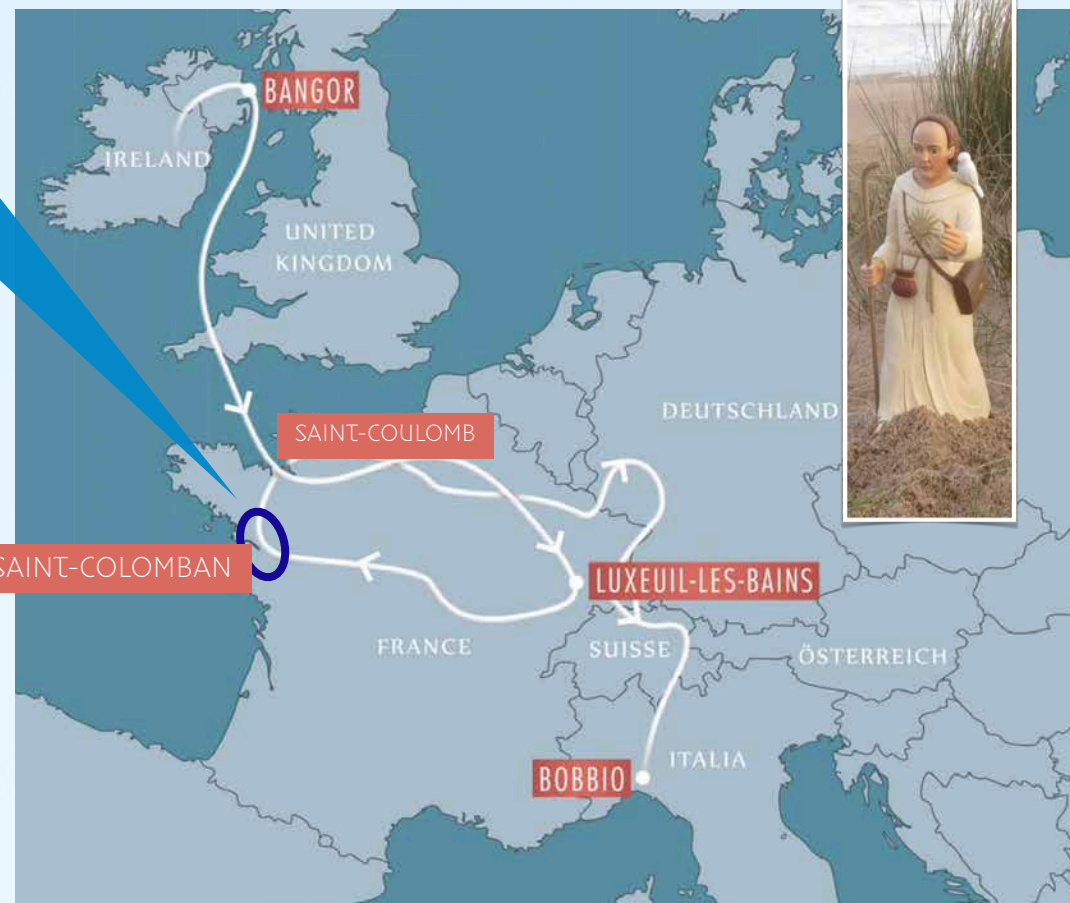 BANGOR
IRELAND
UNITED
KINGDOM
DEUTSCHLAND
SAINT-COULOMB
SAINT-COLOMBAN
LUXEUIL-LES-BAINS
FRANCE
SUISSE
ÖSTERREICH
ITALIA
BOBBIO